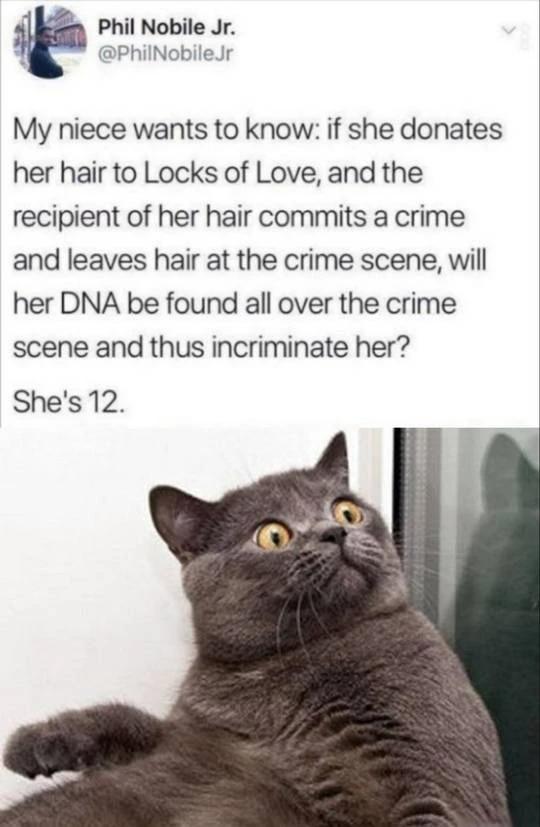 Phil Nobile Jr.
@PhilNobileJr
My niece wants to know: if she donates
her hair to Locks of Love, and the
recipient of her hair commits a crime
and leaves hair at the crime scene, will
her DNA be found all over the crime
scene and thus incriminate her?
She's 12.